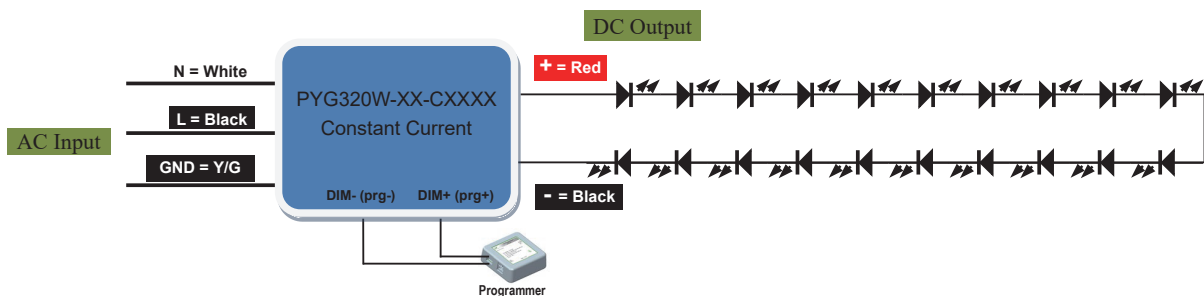 DC Output
+ = Red
N = White
PYG320W-XX-CXXXX
L = Black
Constant Current
AC Input
GND = Y/G
DIM- (prg-) DIM+ (prg+)
- = Black
Programmer